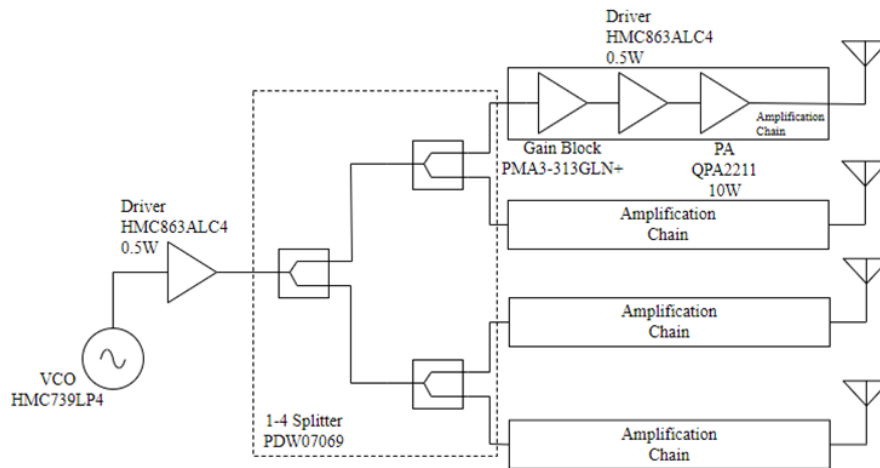 Driver
HMC863ALC4
0.5W
Amplification
Chain
Gain Block
PMA3-313GLN+
PA
QPA2211
10W
Driver
HMC863ALC4
0.5W
Amplification
Chain
Amplification
Chain
VCO
HMC739LP4
1-4 Splitter
PDW07069
Amplification
Chain